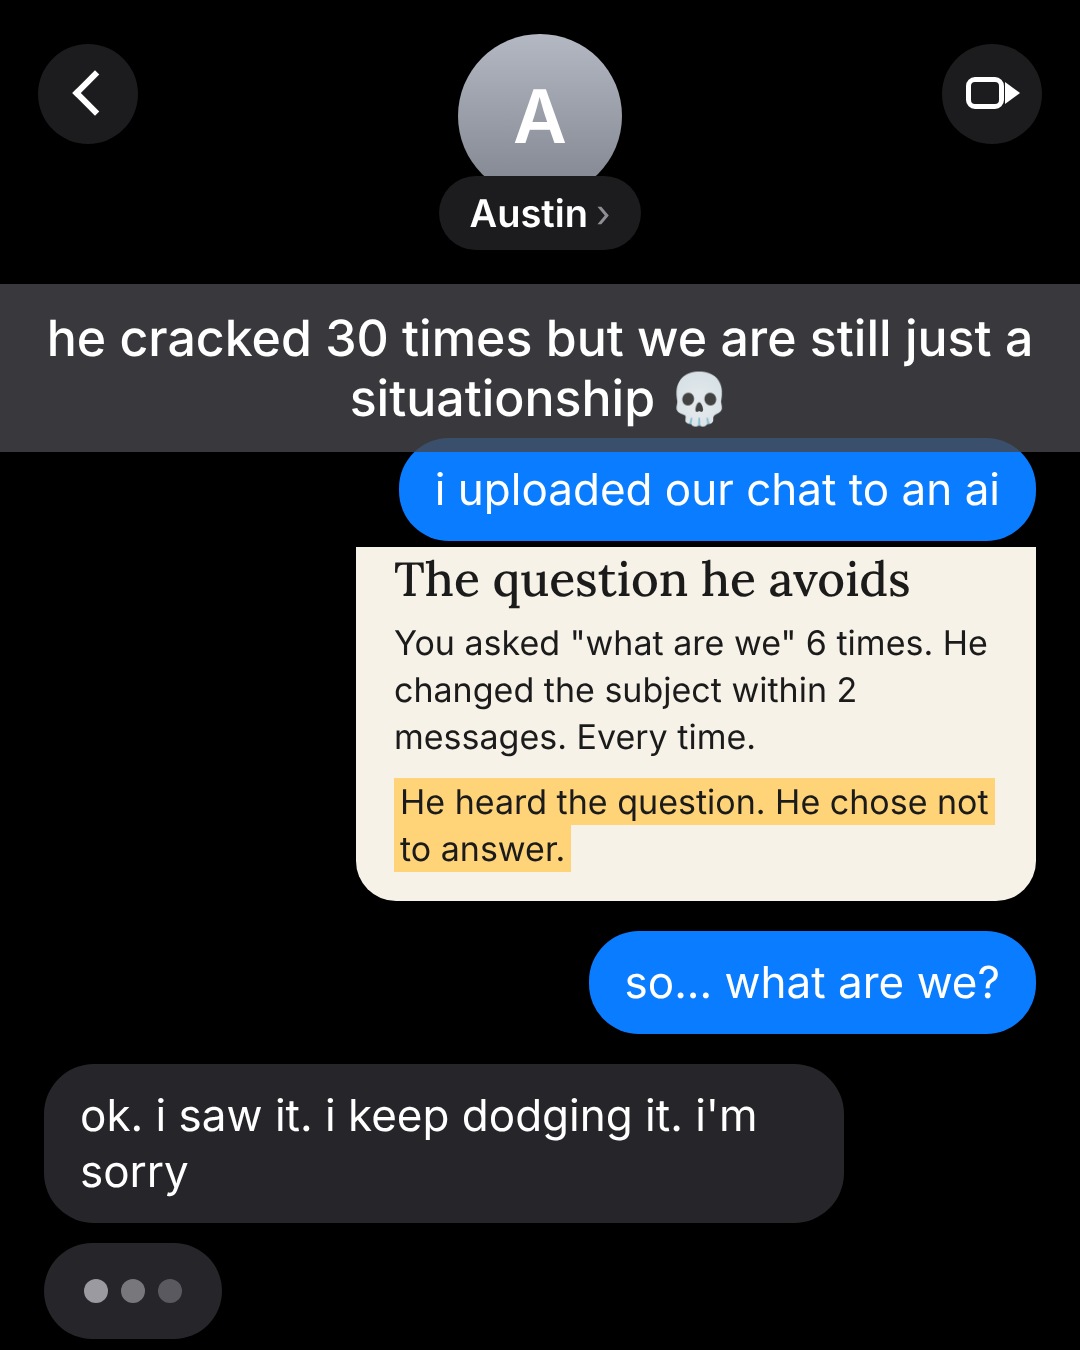 A
Austin ›
he cracked 30 times but we are still just a
situationship 💀
i uploaded our chat to an ai
The question he avoids
You asked "what are we" 6 times. He
changed the subject within 2
messages. Every time.
He heard the question. He chose not
to answer.
so... what are we?
ok. i saw it. i keep dodging it. i'm
sorry